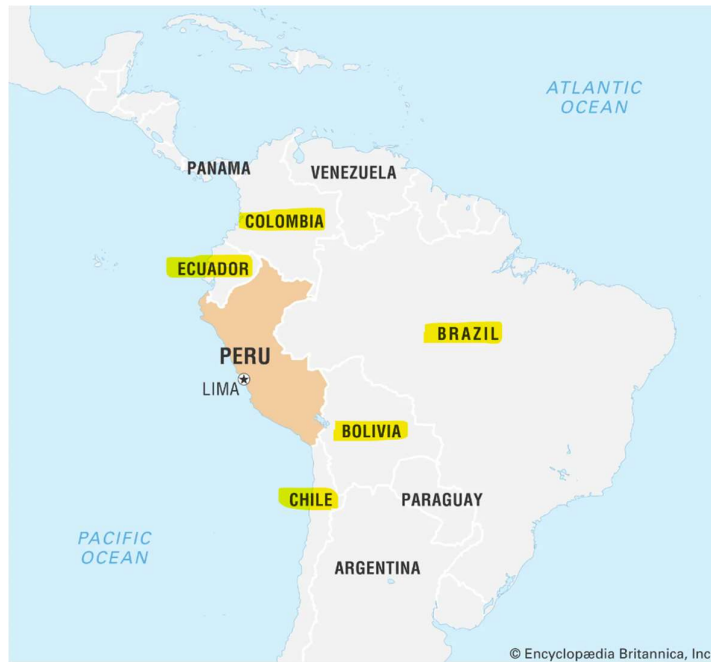 ATLANTIC
OCEAN
PANAMA
VENEZUELA
COLOMBIA
ECUADOR
BRAZIL
PERU
LIMA
BOLIVIA
CHILE
PARAGUAY
PACIFIC
OCEAN
ARGENTINA
© Encyclopædia Britannica, Inc